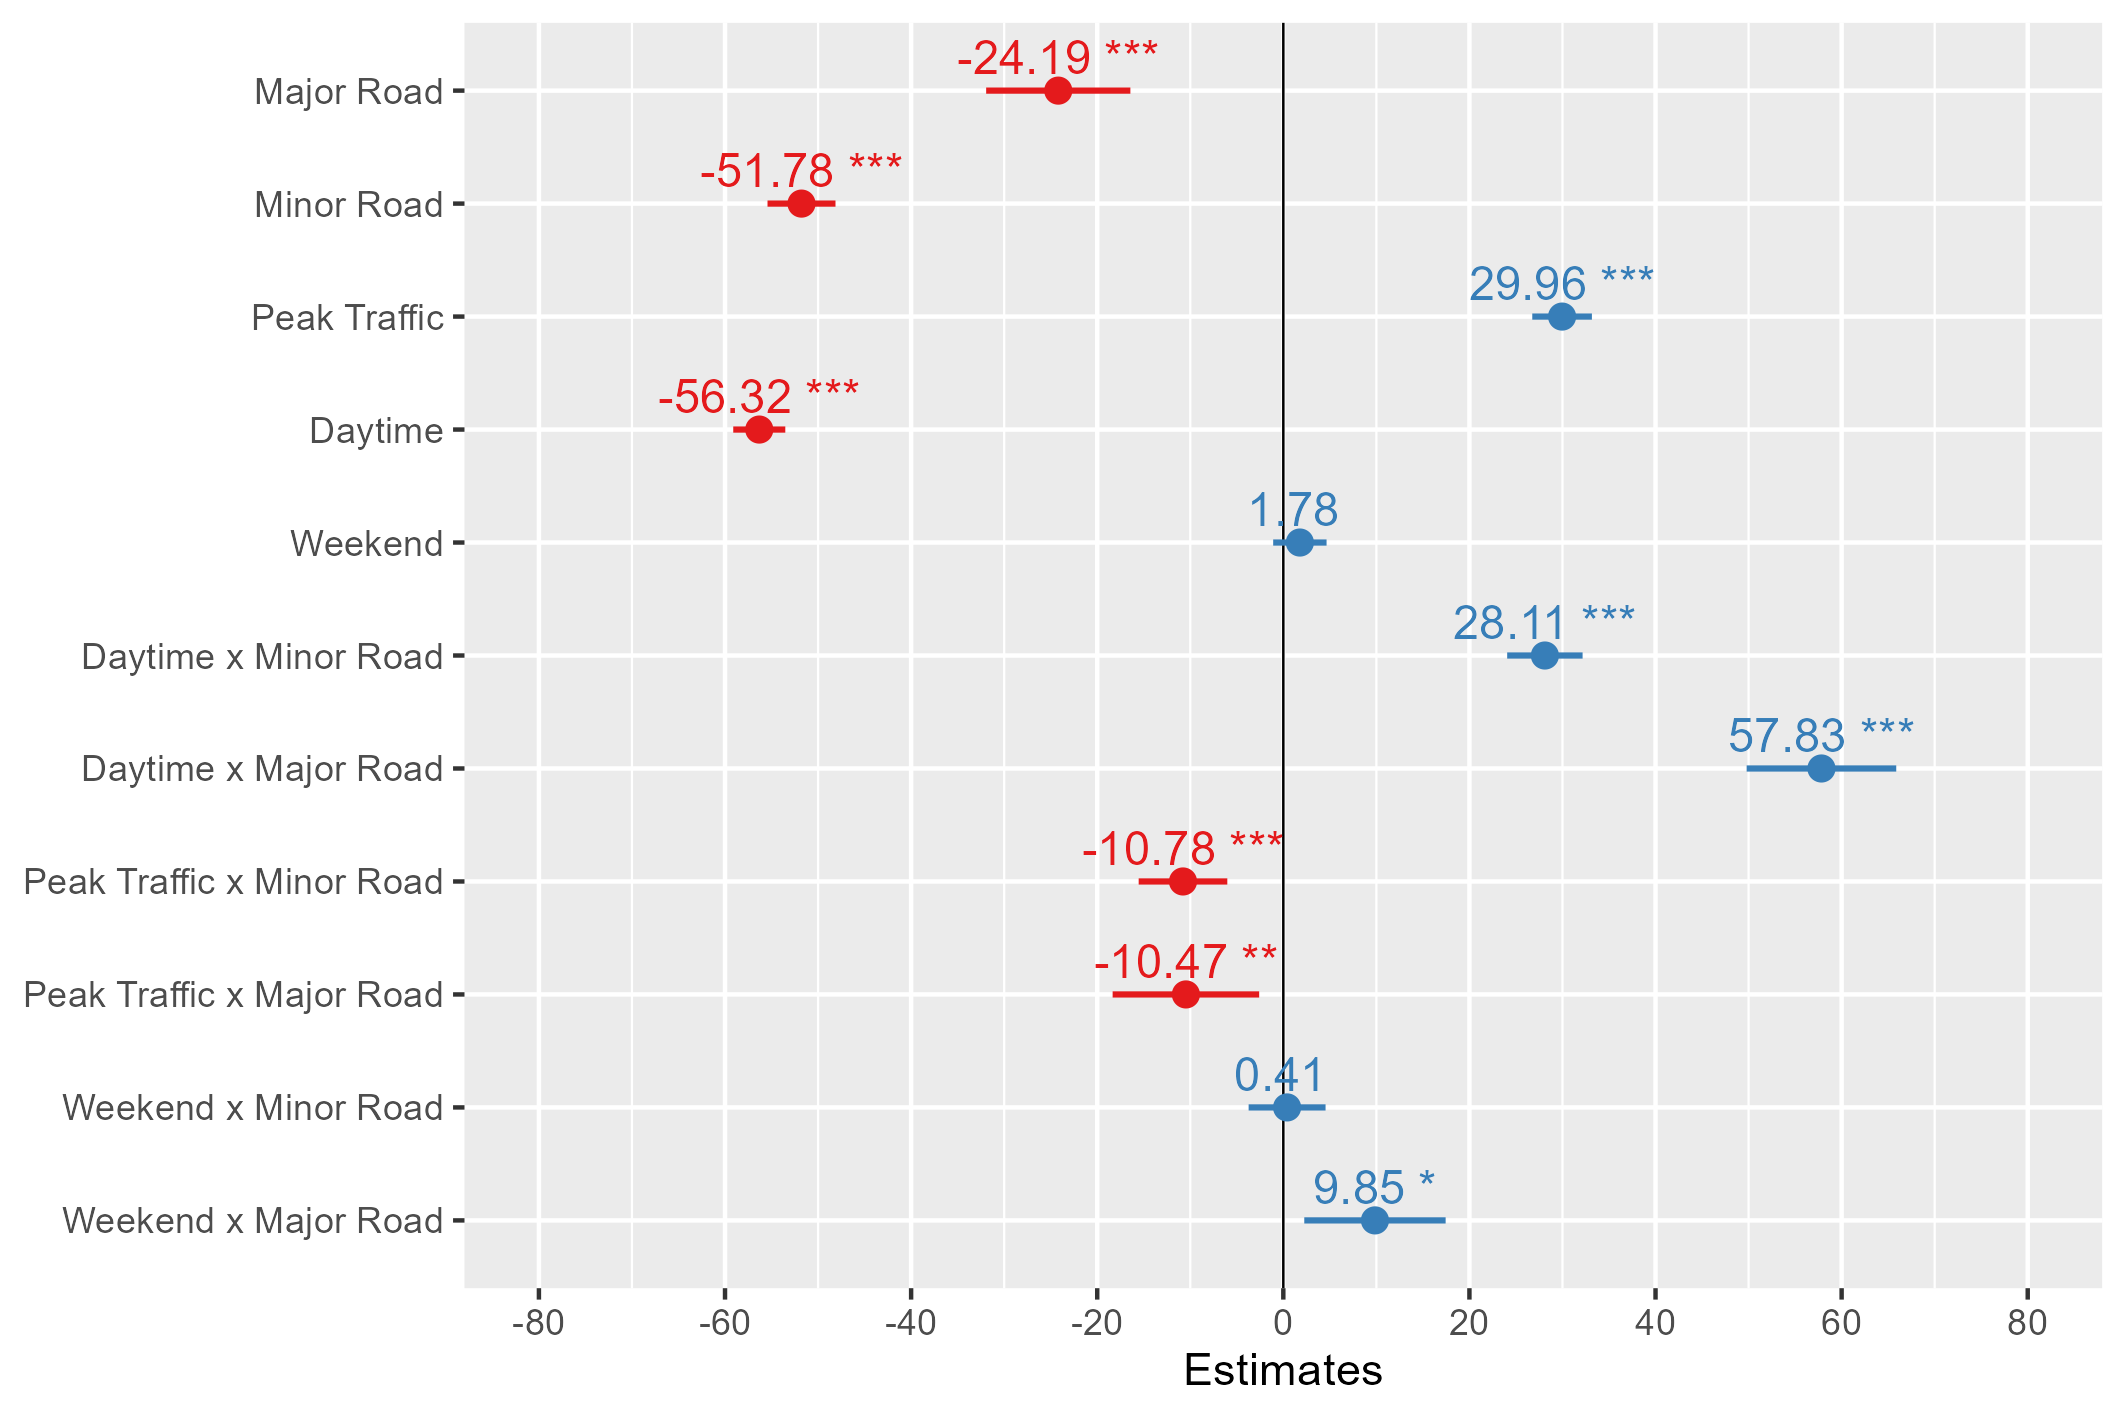 -24.19 ***
Major Road
-51.78 ***
Minor Road
29.96 ***
Peak Traffic
-56.32 ***
Daytime
1.78
Weekend
28.11 ***
Daytime x Minor Road
57.83 ***
Daytime x Major Road
-10.78 ***
Peak Traffic x Minor Road
-10.47 **
Peak Traffic x Major Road
0.41
Weekend x Minor Road
9.85 *
Weekend x Major Road
-80 -60 -40 -20 0 20 40 60 80
Estimates